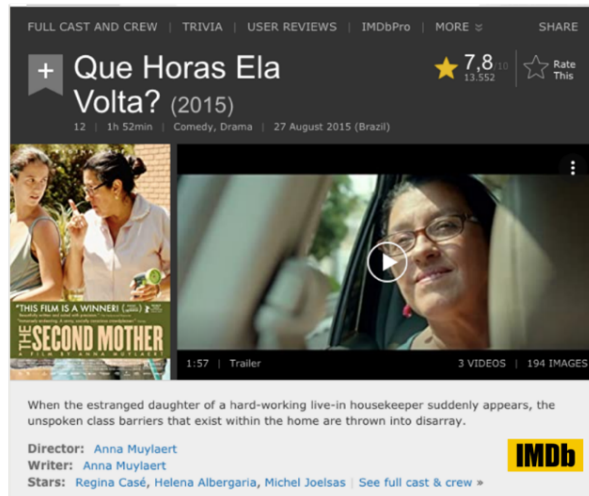 FULL CAST AND CREW | TRIVIA | USER REVIEWS | IMDbPro | MORE SHARE
+ Que Horas Ela
Volta? (2015)
7,8/10
13.552
Rate
This
12 | 1h 52min | Comedy, Drama | 27 August 2015 (Brazil)
"THIS FILM IS A WINNER!
THE SECOND MOTHER
A FILM BY ANNA MUYLAERT
1:57 | Trailer
3 VIDEOS | 194 IMAGES
When the estranged daughter of a hard-working live-in housekeeper suddenly appears, the
unspoken class barriers that exist within the home are thrown into disarray.
Director: Anna Muylaert
Writer: Anna Muylaert
Stars: Regina Casé, Helena Albergaria, Michel Joelsas | See full cast & crew »
IMDb